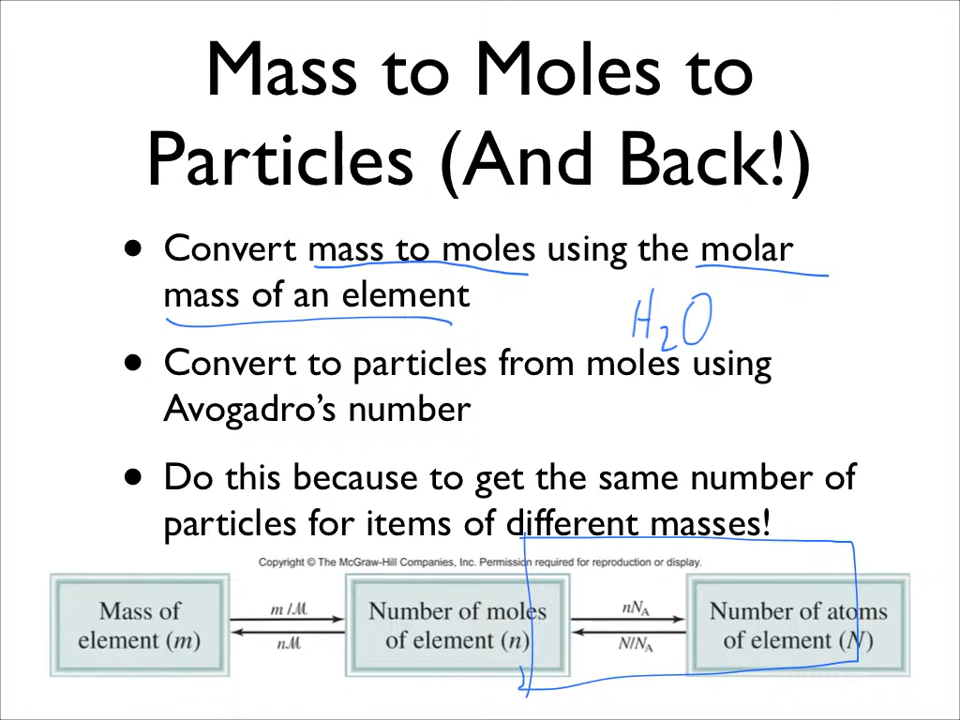 Mass to Moles to
Particles (And Back!)
• Convert mass to moles using the molar
mass of an element
H₂O
• Convert to particles from moles using
Avogadro's number
• Do this because to get the same number of
particles for items of different masses!
Copyright © The McGraw-Hill Companies, Inc. Permission required for reproduction or display.
Mass of
element (m)
m/ℳ
nℳ
Number of moles
of element (n)
nNA
N/NA
Number of atoms
of element (N)